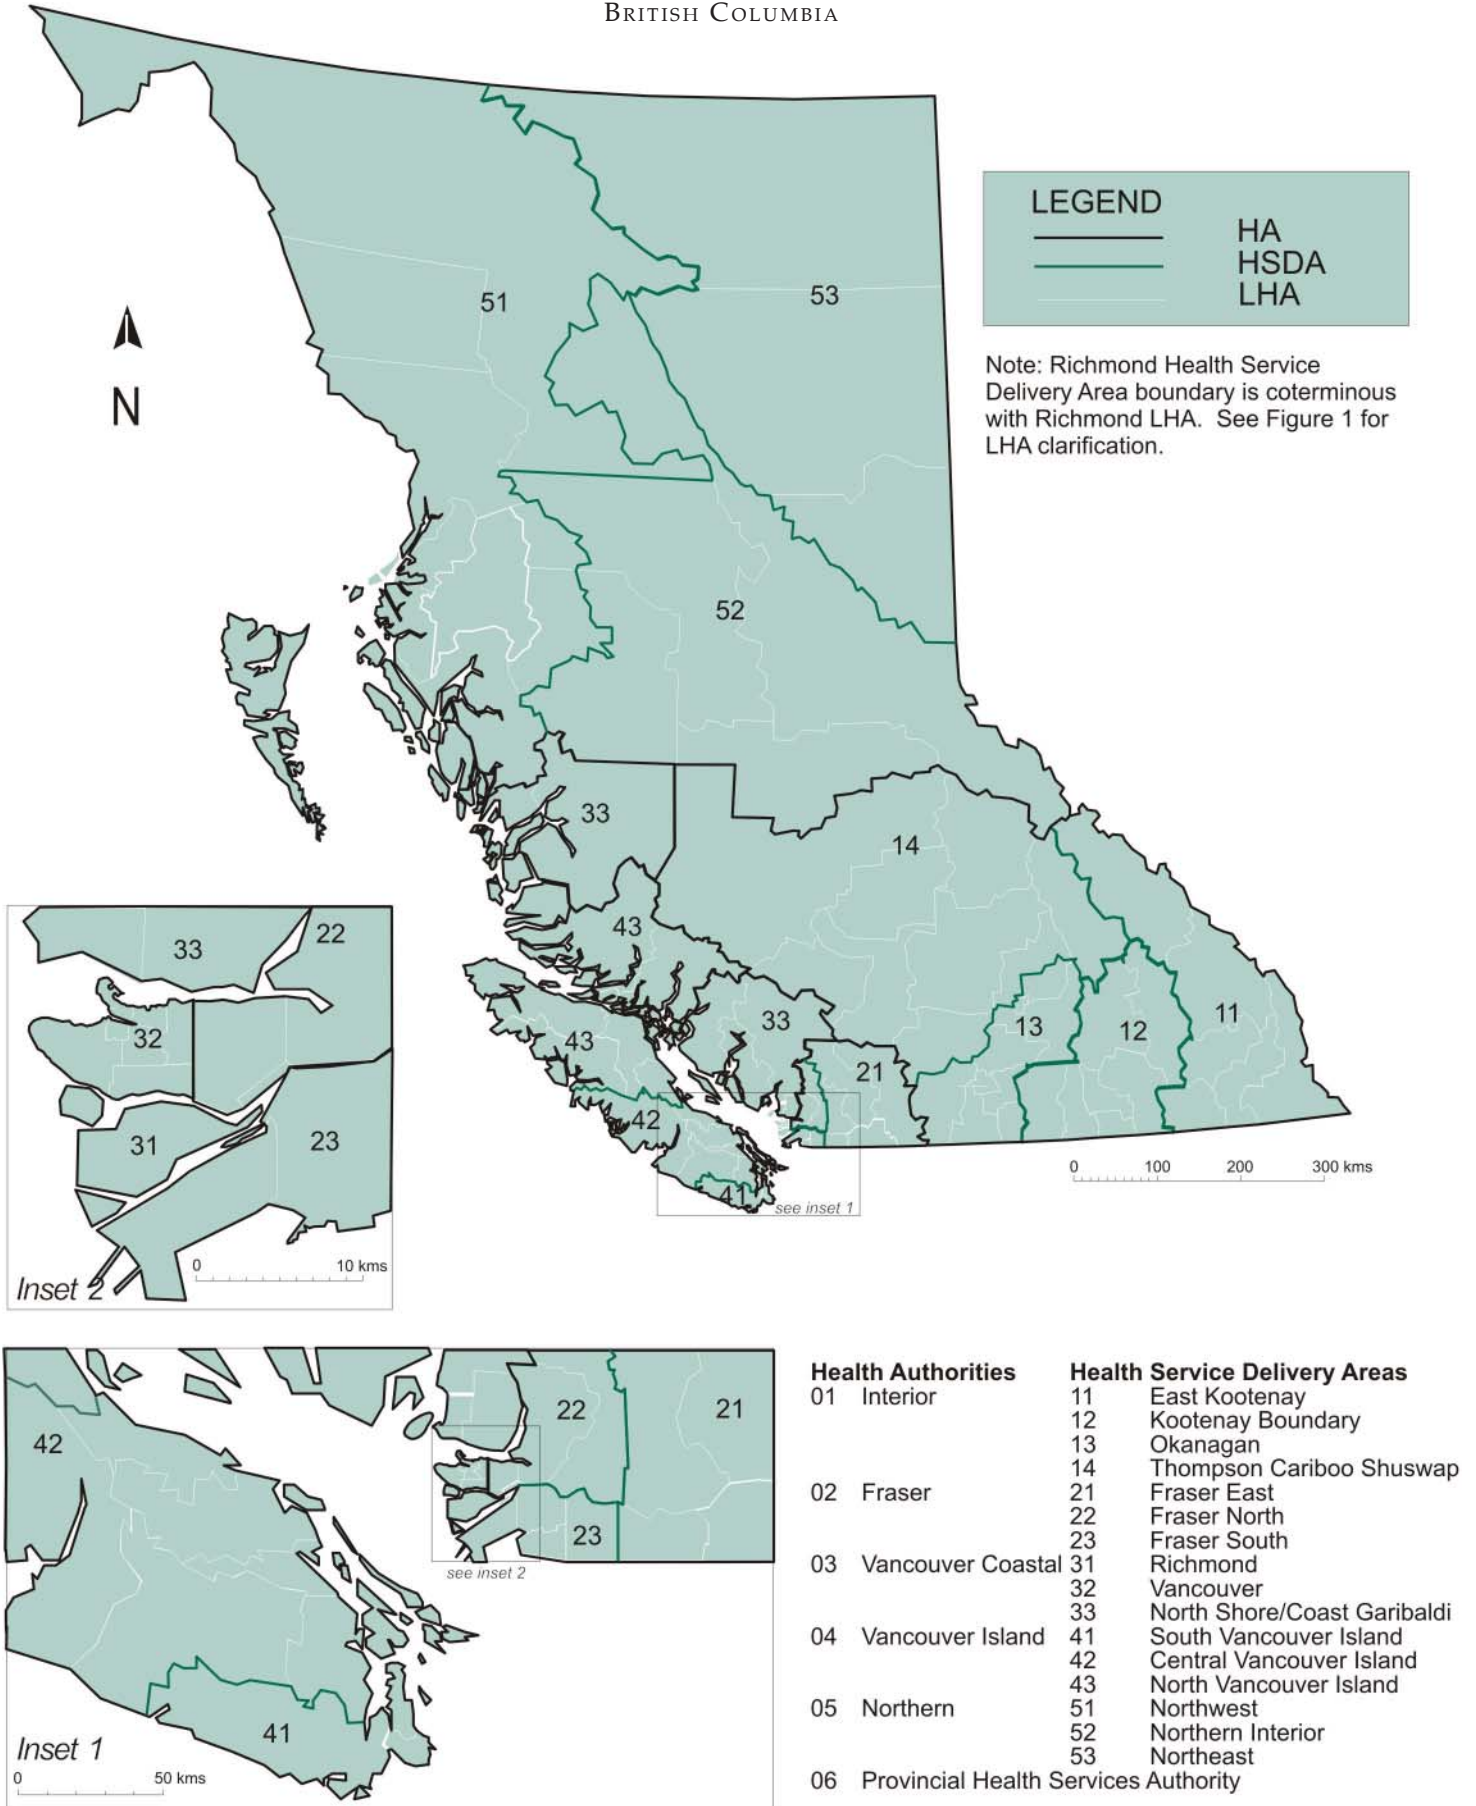 BRITISH COLUMBIA
LEGEND
HA
HSDA
LHA
51
53
N
Note: Richmond Health Service
Delivery Area boundary is coterminous
with Richmond LHA. See Figure 1 for
LHA clarification.
52
33
14
43
33
13
12
11
43
21
42
41
see inset 1
0 100 200 300 kms
33
22
32
31
23
0 10 kms
Inset 2
22
21
42
23
see inset 2
41
Inset 1
0 50 kms
Health Authorities Health Service Delivery Areas
01 Interior 11 East Kootenay
12 Kootenay Boundary
13 Okanagan
14 Thompson Cariboo Shuswap
02 Fraser 21 Fraser East
22 Fraser North
23 Fraser South
03 Vancouver Coastal 31 Richmond
32 Vancouver
33 North Shore/Coast Garibaldi
04 Vancouver Island 41 South Vancouver Island
42 Central Vancouver Island
43 North Vancouver Island
05 Northern 51 Northwest
52 Northern Interior
53 Northeast
06 Provincial Health Services Authority